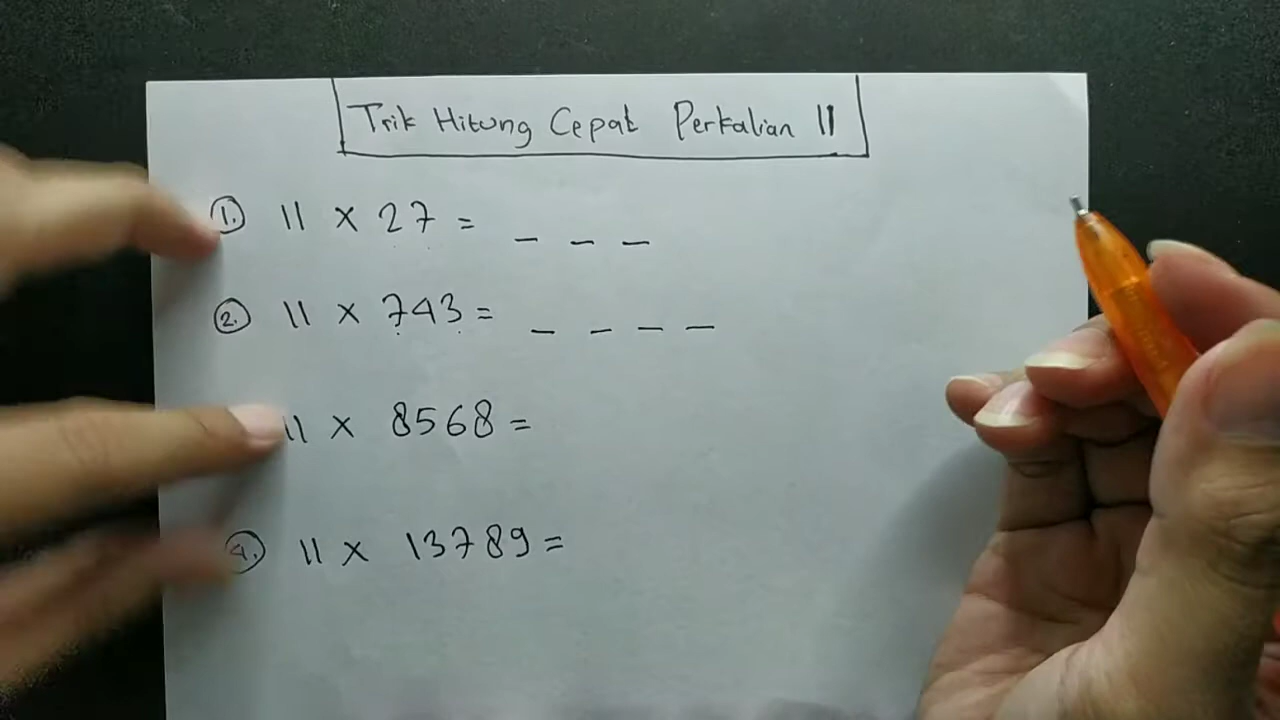 Trik Hitung Cepat Perkalian 11
1. 11 x 27 = _ _ _
2. 11 x 743 = _ _ _ _
11 x 8568 =
4. 11 x 13789 =